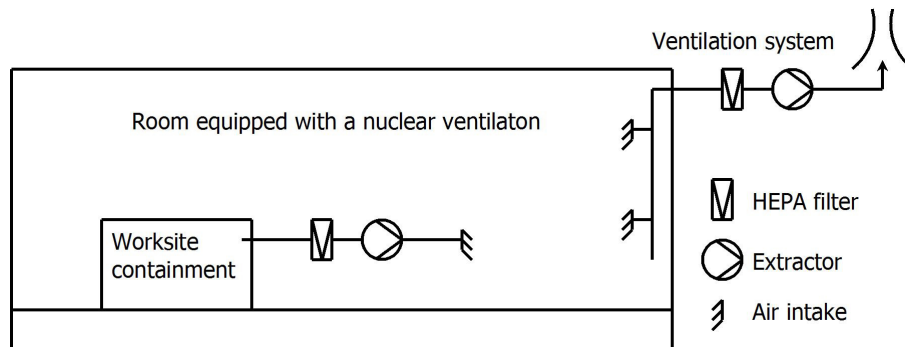 Ventilation system
Room equipped with a nuclear ventilaton
Worksite
containment
HEPA filter
Extractor
Air intake